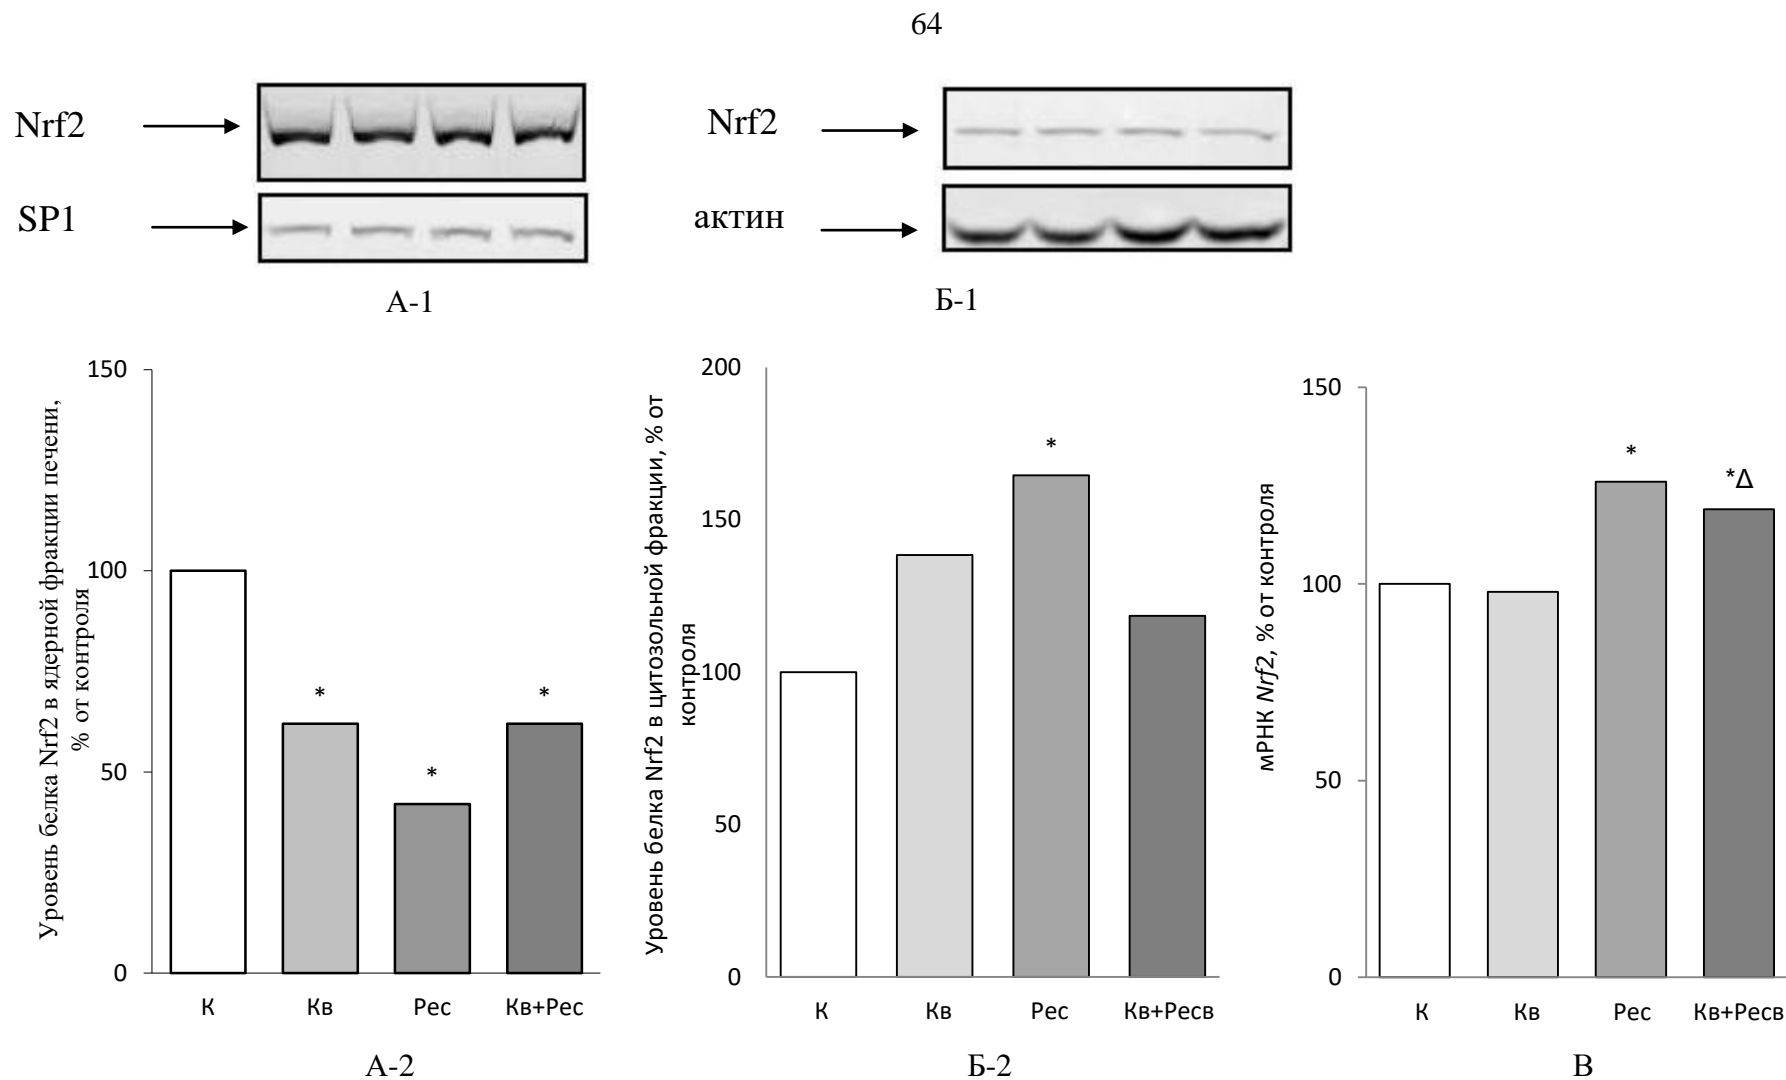 64
Nrf2
SP1
А-1
Nrf2
актин
Б-1
Уровень белка Nrf2 в ядерной фракции печени,
% от контроля
150
100
50
0
*
*
*
К
Кв
Рес
Кв+Рес
А-2
Уровень белка Nrf2 в цитозольной фракции, % от
контроля
200
150
100
50
0
*
К
Кв
Рес
Кв+Ресв
Б-2
мРНК Nrf2, % от контроля
150
100
50
0
*
*Δ
К
Кв
Рес
Кв+Ресв
В